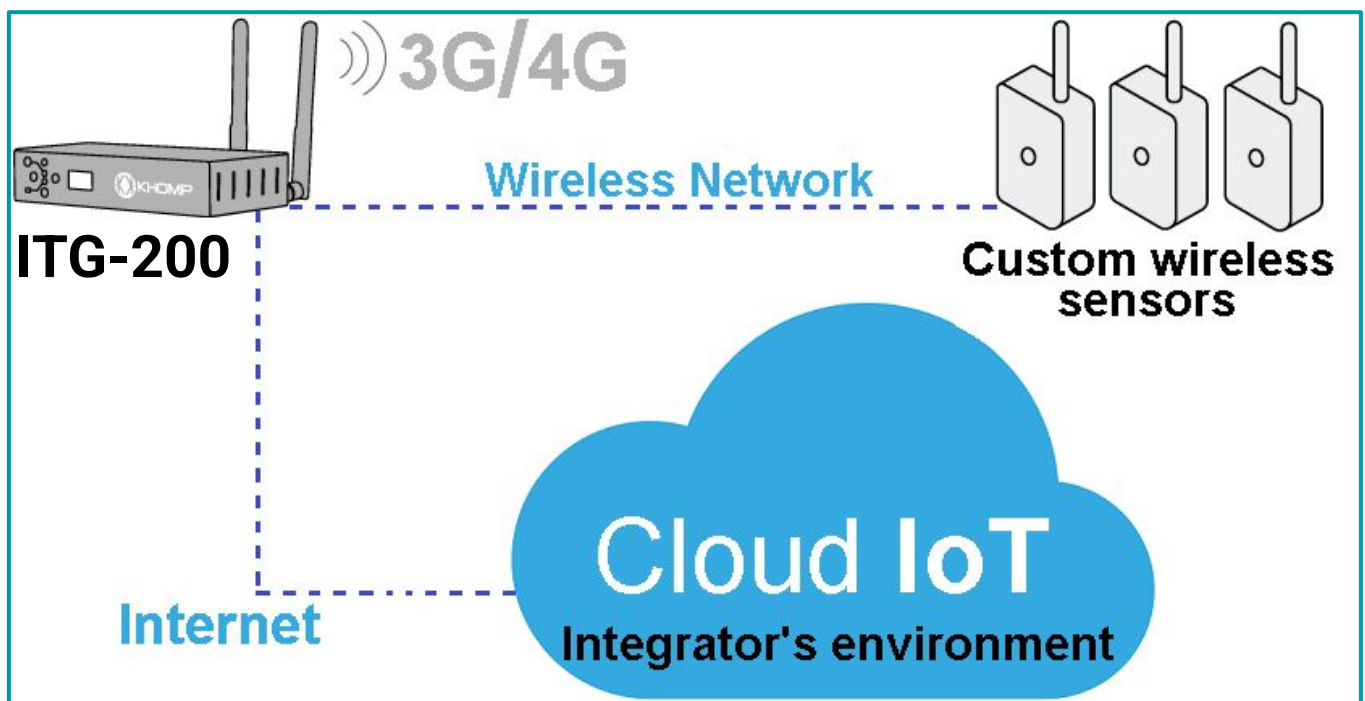 3G/4G
KHOMP
Wireless Network
ITG-200
Custom wireless
sensors
Cloud IoT
Internet
Integrator's environment